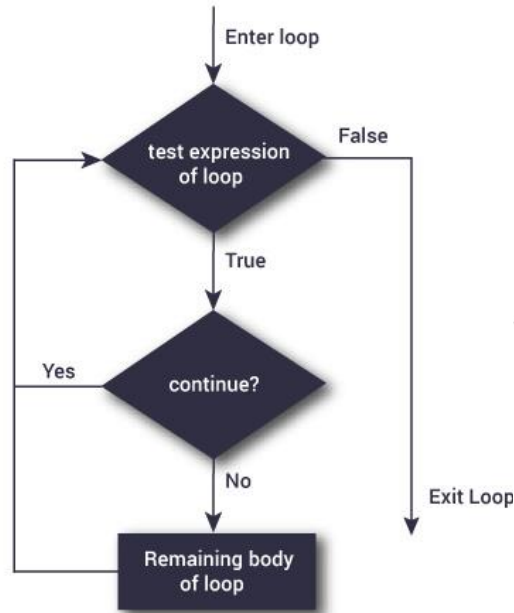 Enter loop
test expression
of loop
False
True
continue?
Yes
No
Exit Loop
Remaining body
of loop